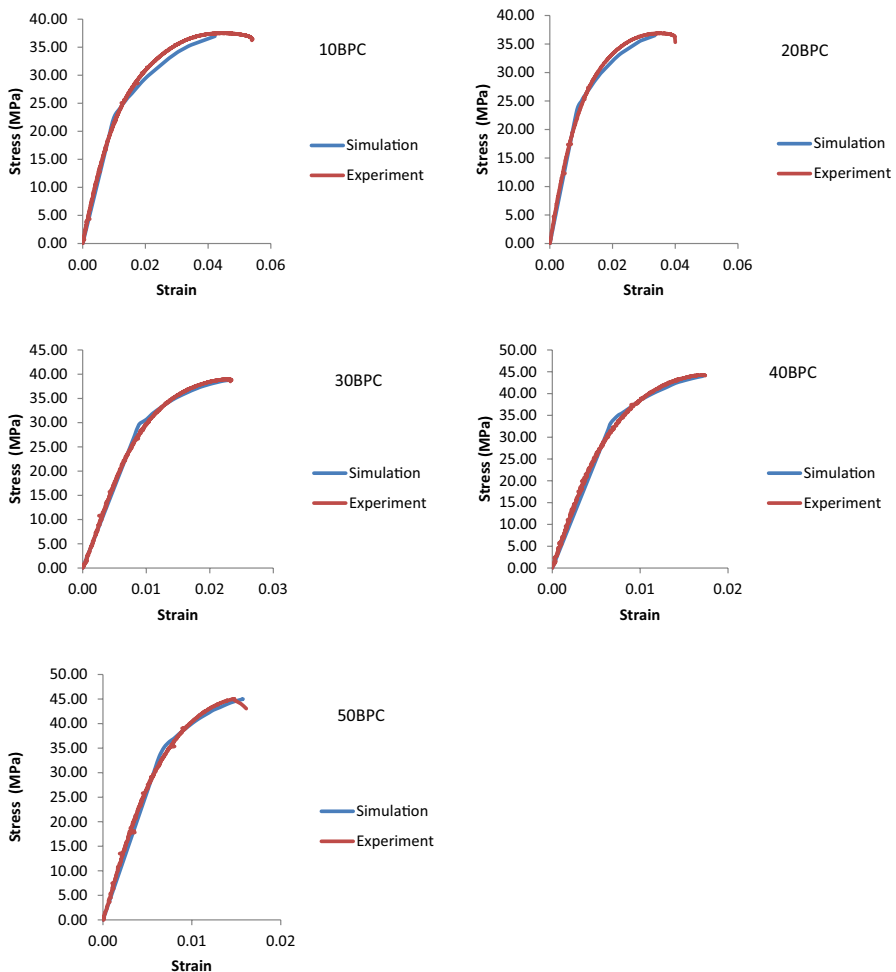 10BPC
Stress (MPa)
40.00
35.00
30.00
25.00
20.00
15.00
10.00
5.00
0.00
0.00 0.02 0.04 0.06
Strain
Simulation
Experiment
20BPC
Stress (MPa)
40.00
35.00
30.00
25.00
20.00
15.00
10.00
5.00
0.00
0.00 0.02 0.04 0.06
Strain
Simulation
Experiment
30BPC
Stress (MPa)
45.00
40.00
35.00
30.00
25.00
20.00
15.00
10.00
5.00
0.00
0.00 0.01 0.02 0.03
Strain
Simulation
Experiment
40BPC
Stress (MPa)
50.00
45.00
40.00
35.00
30.00
25.00
20.00
15.00
10.00
5.00
0.00
0.00 0.01 0.02
Strain
Simulation
Experiment
50BPC
Stress (MPa)
50.00
45.00
40.00
35.00
30.00
25.00
20.00
15.00
10.00
5.00
0.00
0.00 0.01 0.02
Strain
Simulation
Experiment